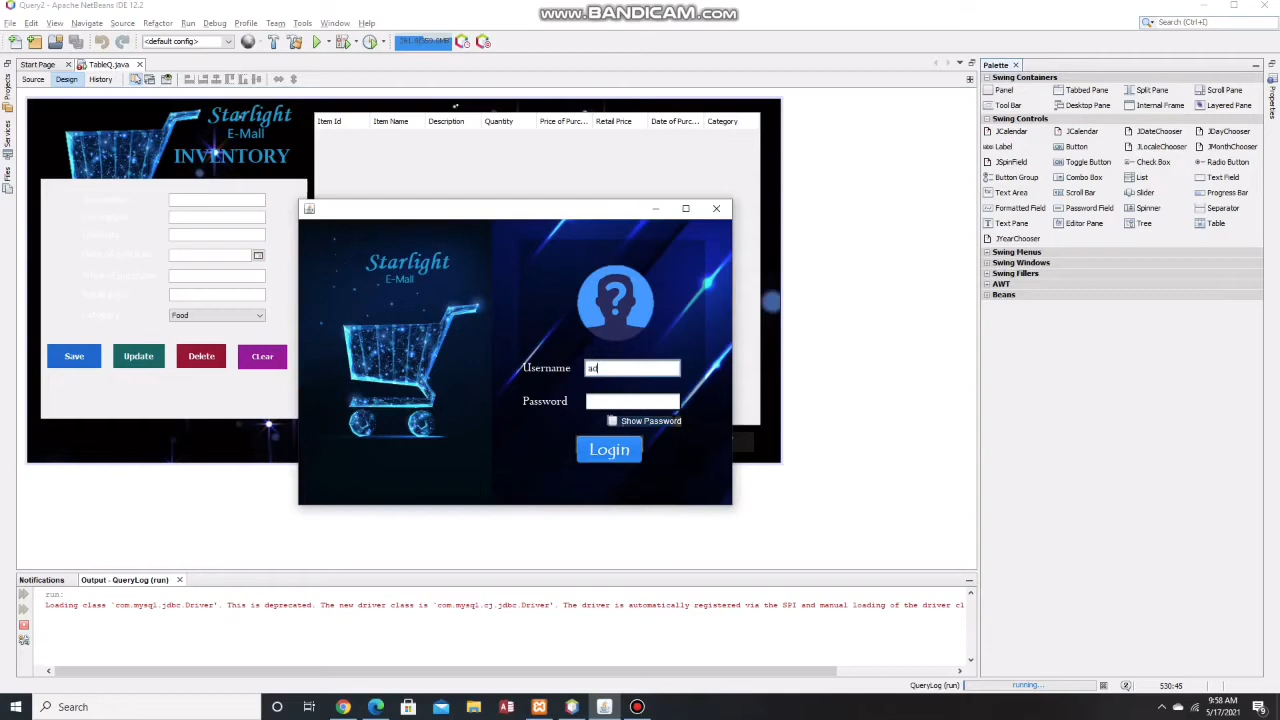 Query2 - Apache NetBeans IDE 12.2
www.BANDICAM.com
File Edit View Navigate Source Refactor Run Debug Profile Team Tools Window Help
Search (Ctrl+I)
<default config>
Start Page TableQ.java
Source Design History
Projects
Services
Files
Starlight
E-Mall
INVENTORY
Item Id Item Name Description Quantity Price of Purc... Retail Price Date of Purc... Category
Food
Save Update Delete CLear
Starlight
E-Mall
Username ad
Password
Show Password
Login
Palette
Swing Containers
Panel Tabbed Pane Split Pane Scroll Pane
Tool Bar Desktop Pane Internal Frame Layered Pane
Swing Controls
JCalendar JCalendar JDateChooser JDayChooser
Label Button JLocaleChooser JMonthChooser
JSpinField Toggle Button Check Box Radio Button
Button Group Combo Box List Text Field
Text Area Scroll Bar Slider Progress Bar
Formatted Field Password Field Spinner Separator
Text Pane Editor Pane Tree Table
JYearChooser
Swing Menus
Swing Windows
Swing Fillers
AWT
Beans
Properties
Notifications Output - QueryLog (run)
run:
Loading class `com.mysql.jdbc.Driver'. This is deprecated. The new driver class is `com.mysql.cj.jdbc.Driver'. The driver is automatically registered via the SPI and manual loading of the driver cl
QueryLog (run) running... 530:45
Search
9:58 AM
5/17/2021